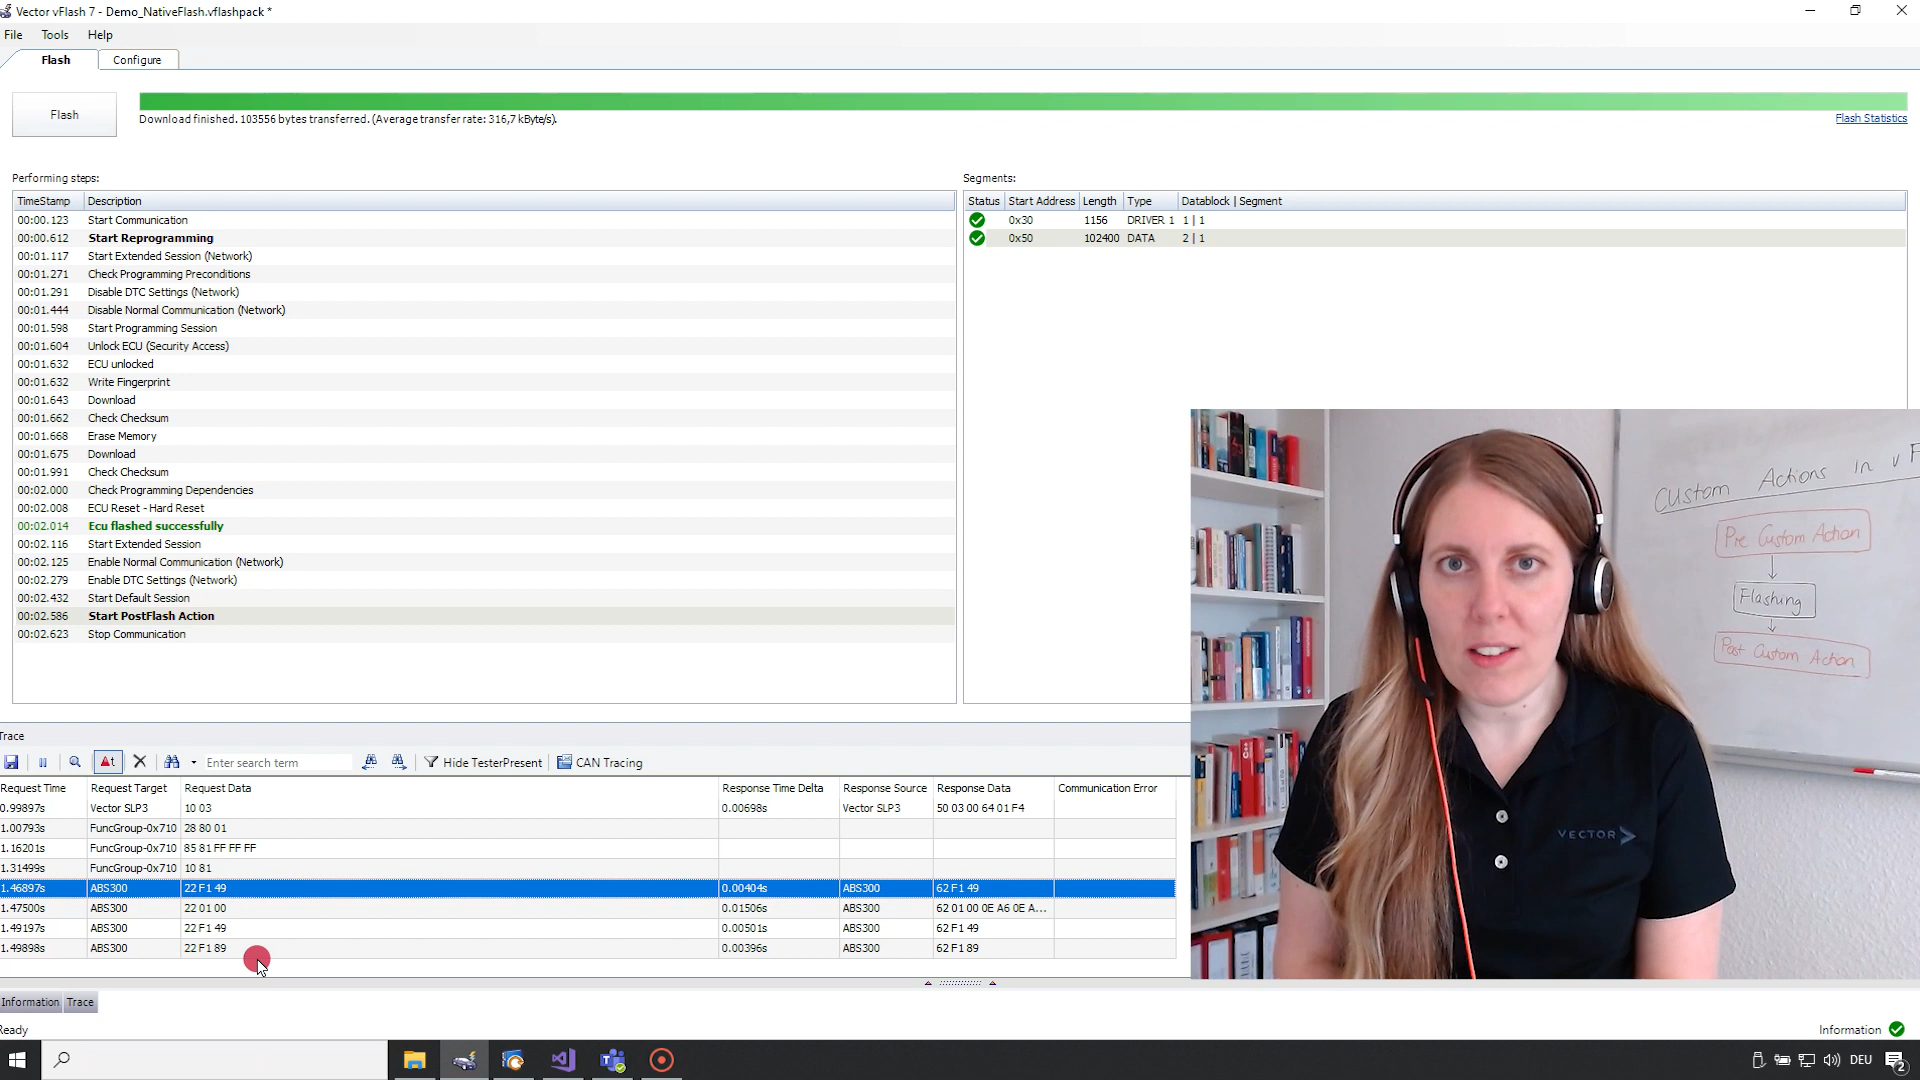 Vector vFlash 7 - Demo_NativeFlash.vflashpack *
File Tools Help
Flash Configure
Flash
Download finished. 103556 bytes transferred. (Average transfer rate: 316,7 kByte/s).
Flash Statistics
Performing steps:
TimeStamp Description
00:00.123 Start Communication
00:00.612 Start Reprogramming
00:01.117 Start Extended Session (Network)
00:01.271 Check Programming Preconditions
00:01.291 Disable DTC Settings (Network)
00:01.444 Disable Normal Communication (Network)
00:01.598 Start Programming Session
00:01.604 Unlock ECU (Security Access)
00:01.632 ECU unlocked
00:01.632 Write Fingerprint
00:01.643 Download
00:01.662 Check Checksum
00:01.668 Erase Memory
00:01.675 Download
00:01.991 Check Checksum
00:02.000 Check Programming Dependencies
00:02.008 ECU Reset - Hard Reset
00:02.014 Ecu flashed successfully
00:02.116 Start Extended Session
00:02.125 Enable Normal Communication (Network)
00:02.279 Enable DTC Settings (Network)
00:02.432 Start Default Session
00:02.586 Start PostFlash Action
00:02.623 Stop Communication
Segments:
Status Start Address Length Type Datablock | Segment
0x30 1156 DRIVER 1 1 | 1
0x50 102400 DATA 2 | 1
Custom Actions in vF
Pre Custom Action
Flashing
Post Custom Action
VECTOR
Trace
Enter search term Hide TesterPresent CAN Tracing
Request Time Request Target Request Data Response Time Delta Response Source Response Data Communication Error
0.99897s Vector SLP3 10 03 0.00698s Vector SLP3 50 03 00 64 01 F4
1.00793s FuncGroup-0x710 28 80 01
1.16201s FuncGroup-0x710 85 81 FF FF FF
1.31499s FuncGroup-0x710 10 81
1.46897s ABS300 22 F1 49 0.00404s ABS300 62 F1 49
1.47500s ABS300 22 01 00 0.01506s ABS300 62 01 00 0E A6 0E A...
1.49197s ABS300 22 F1 49 0.00501s ABS300 62 F1 49
1.49898s ABS300 22 F1 89 0.00396s ABS300 62 F1 89
Information Trace
Ready
Information
DEU
2